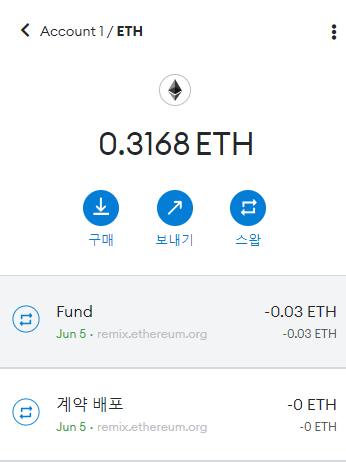 Account 1 / ETH
0.3168 ETH
구매 보내기 스왑
Fund -0.03 ETH
Jun 5 · remix.ethereum.org -0.03 ETH
계약 배포 -0 ETH
Jun 5 · remix.ethereum.org -0 ETH